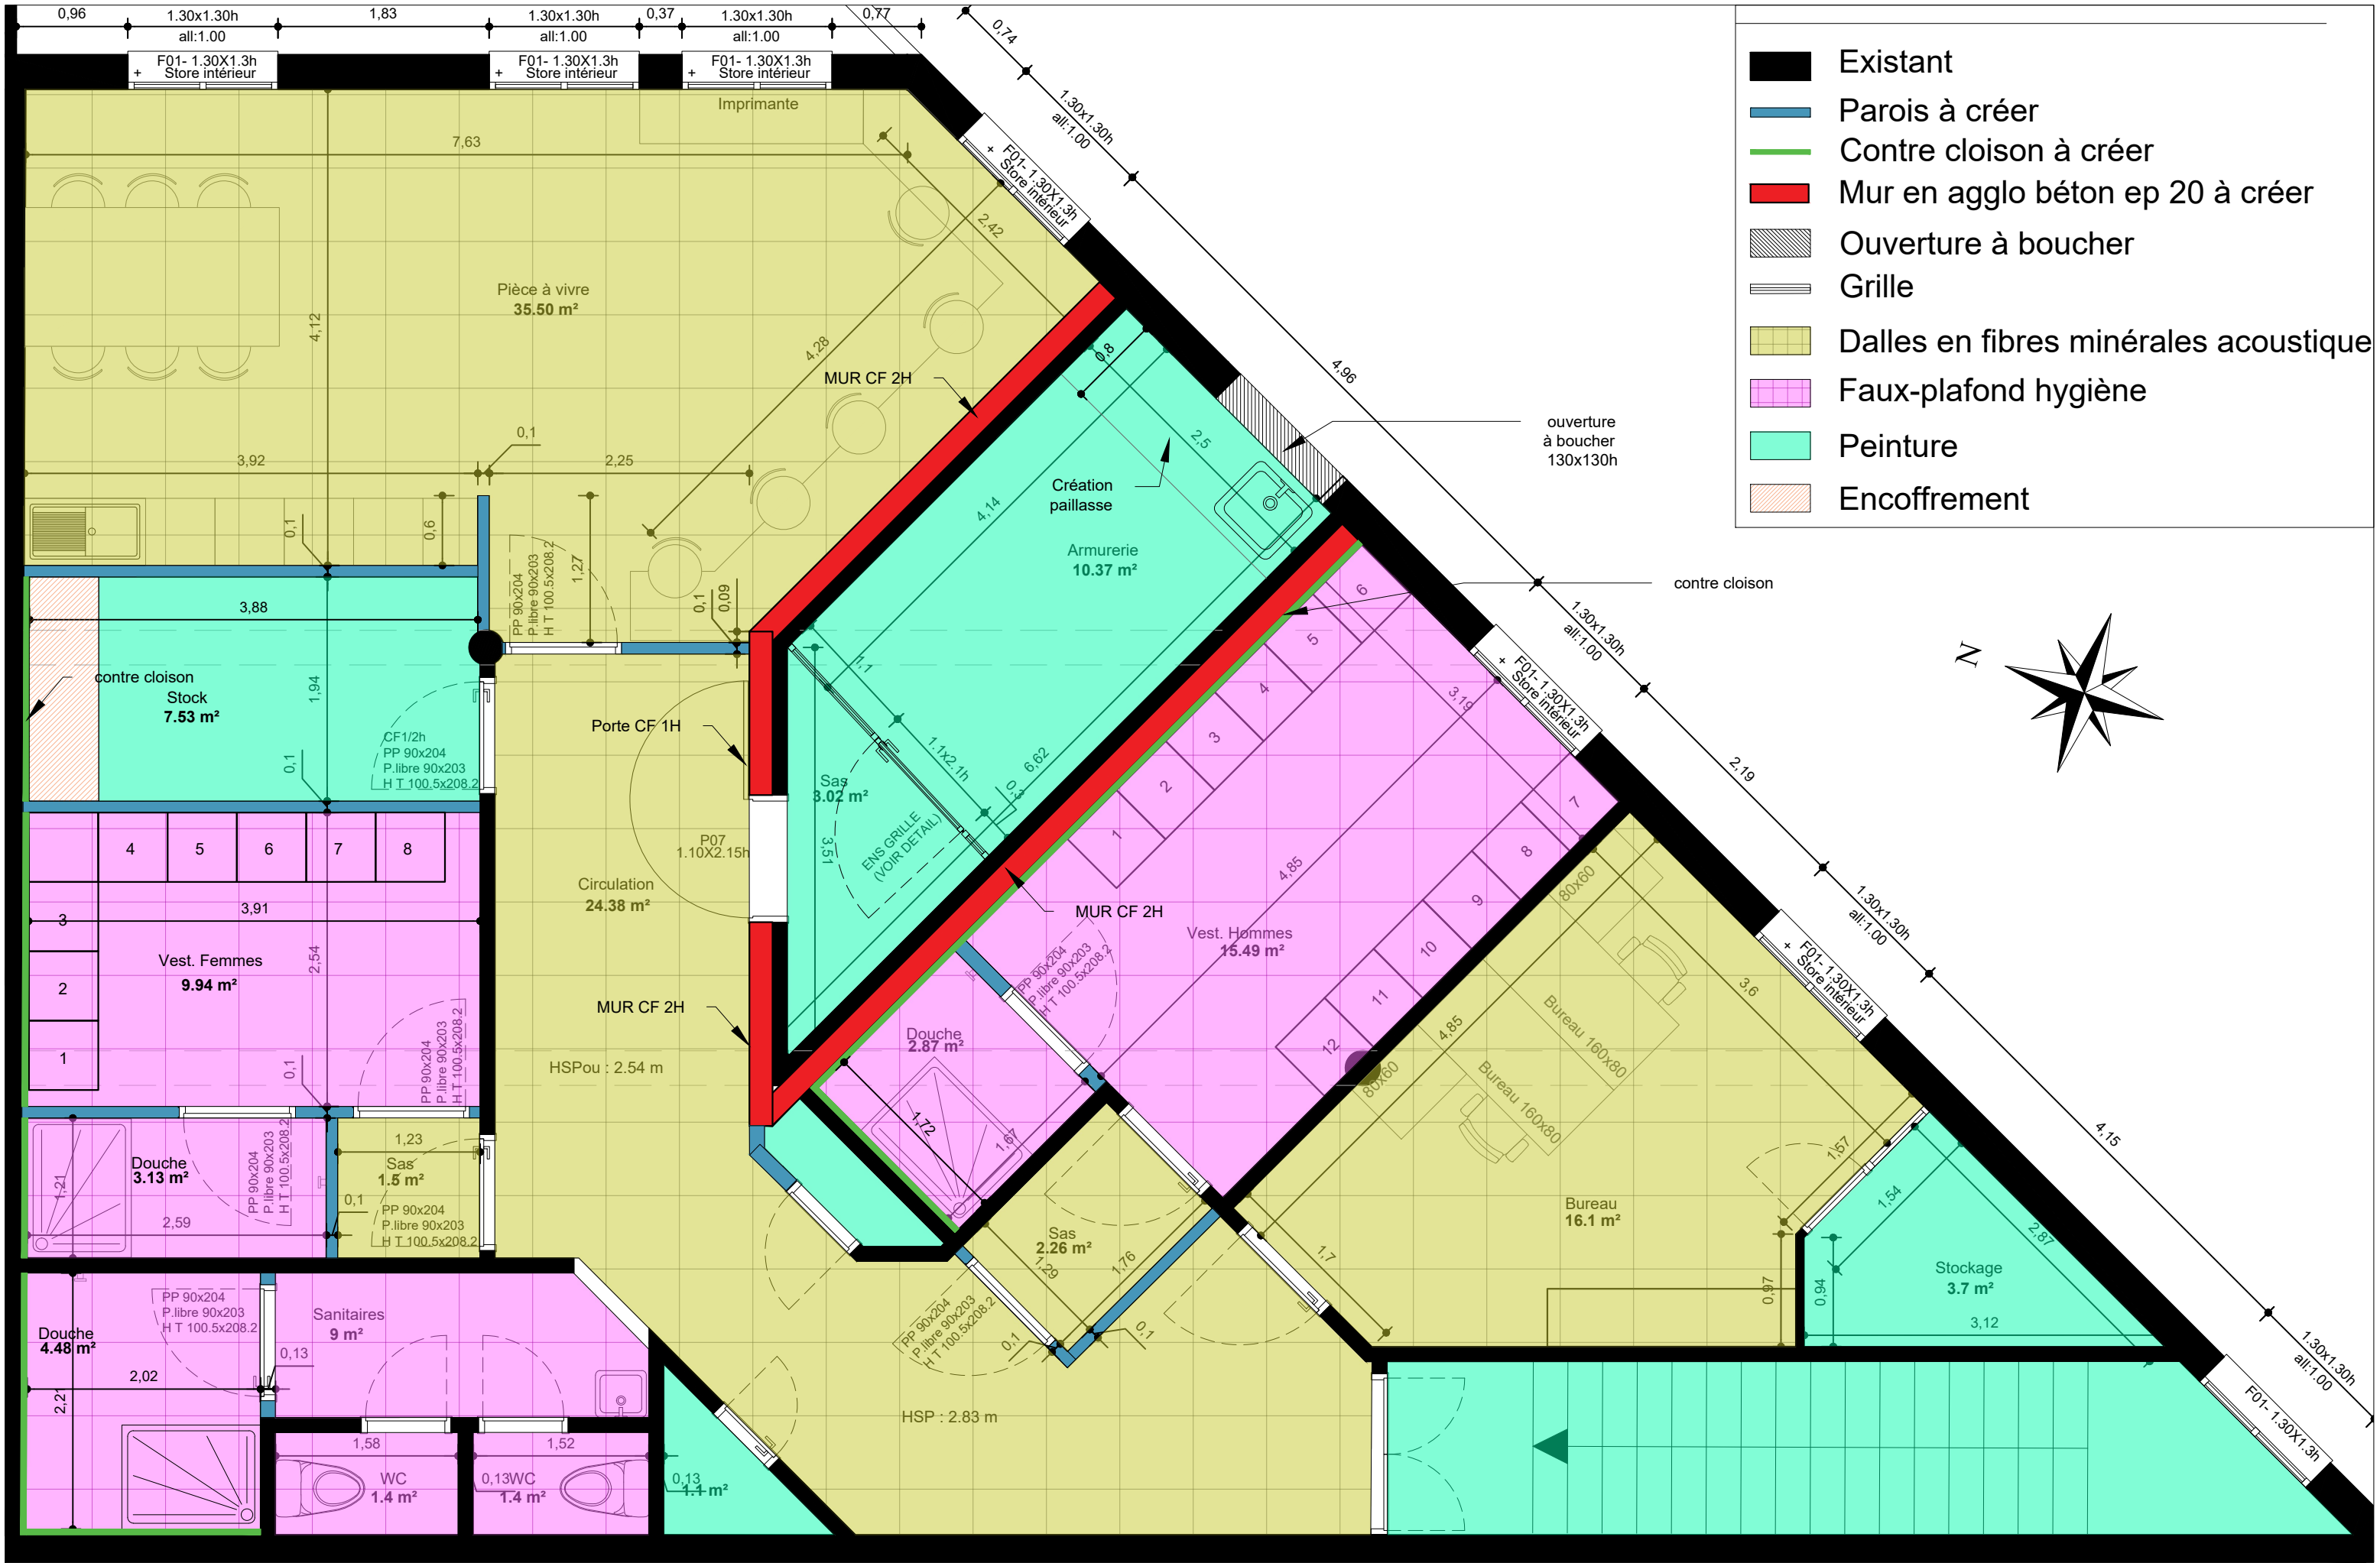 0,96
1.30x1.30h
all:1.00
1,83
1.30x1.30h
all:1.00
0,37
1.30x1.30h
all:1.00
0,77
0,74
F01- 1.30X1.3h
+ Store intérieur
F01- 1.30X1.3h
+ Store intérieur
F01- 1.30X1.3h
+ Store intérieur
Existant
Parois à créer
Contre cloison à créer
Mur en agglo béton ep 20 à créer
Ouverture à boucher
Grille
Dalles en fibres minérales acoustique
Faux-plafond hygiène
Peinture
Encoffrement
1.30x1.30h
all:1.00
F01- 1.30X1.3h
+ Store intérieur
Imprimante
7,63
2,42
Pièce à vivre
35.50 m²
4,12
4,28
MUR CF 2H
0,8
4,96
ouverture
à boucher
130x130h
0,1
3,92
2,25
2,5
Création
paillasse
4,14
0,1
0,6
1,27
PP 90x204
P.libre 90x203
H T 100.5x208.2
Armurerie
10.37 m²
contre cloison
3,88
0,1
0,09
contre cloison
Stock
7.53 m²
1,94
1,1
CF1/2h
PP 90x204
P.libre 90x203
H T 100.5x208.2
0,1
Porte CF 1H
1.1x2.1h
6,62
0,3
Sas
3.02 m²
3,51
ENS GRILLE
(VOIR DETAIL)
P07
1.10X2.15h
1
2
3
4
5
6
1.30x1.30h
all:1.00
F01- 1.30X1.3h
+ Store intérieur
N
3,19
2,19
4
5
6
7
8
3
2
1
3,91
Vest. Femmes
9.94 m²
2,54
Circulation
24.38 m²
MUR CF 2H
4,85
Vest. Hommes
15.49 m²
7
8
9
10
11
12
80x60
80x60
1.30x1.30h
all:1.00
F01- 1.30X1.3h
+ Store intérieur
MUR CF 2H
PP 90x204
P.libre 90x203
H T 100.5x208.2
Douche
2.87 m²
4,85
Bureau 160x80
Bureau 160x80
3,6
HSPou : 2.54 m
0,1
PP 90x204
P.libre 90x203
H T 100.5x208.2
4,15
1,72
1,67
1,57
Douche
3.13 m²
1,21
2,59
PP 90x204
P.libre 90x203
H T 100.5x208.2
1,23
Sas
1.5 m²
0,1
PP 90x204
P.libre 90x203
H T 100.5x208.2
Bureau
16.1 m²
1,54
2,87
Sas
2.26 m²
1,29
1,76
1,7
Stockage
3.7 m²
0,97
0,94
3,12
PP 90x204
P.libre 90x203
H T 100.5x208.2
0,1
0,1
PP 90x204
P.libre 90x203
H T 100.5x208.2
Sanitaires
9 m²
Douche
4.48 m²
0,13
2,02
2,21
1.30x1.30h
all:1.00
F01- 1.30X1.3h
HSP : 2.83 m
1,58
1,52
WC
1.4 m²
0,13
WC
1.4 m²
0,13
1.1 m²